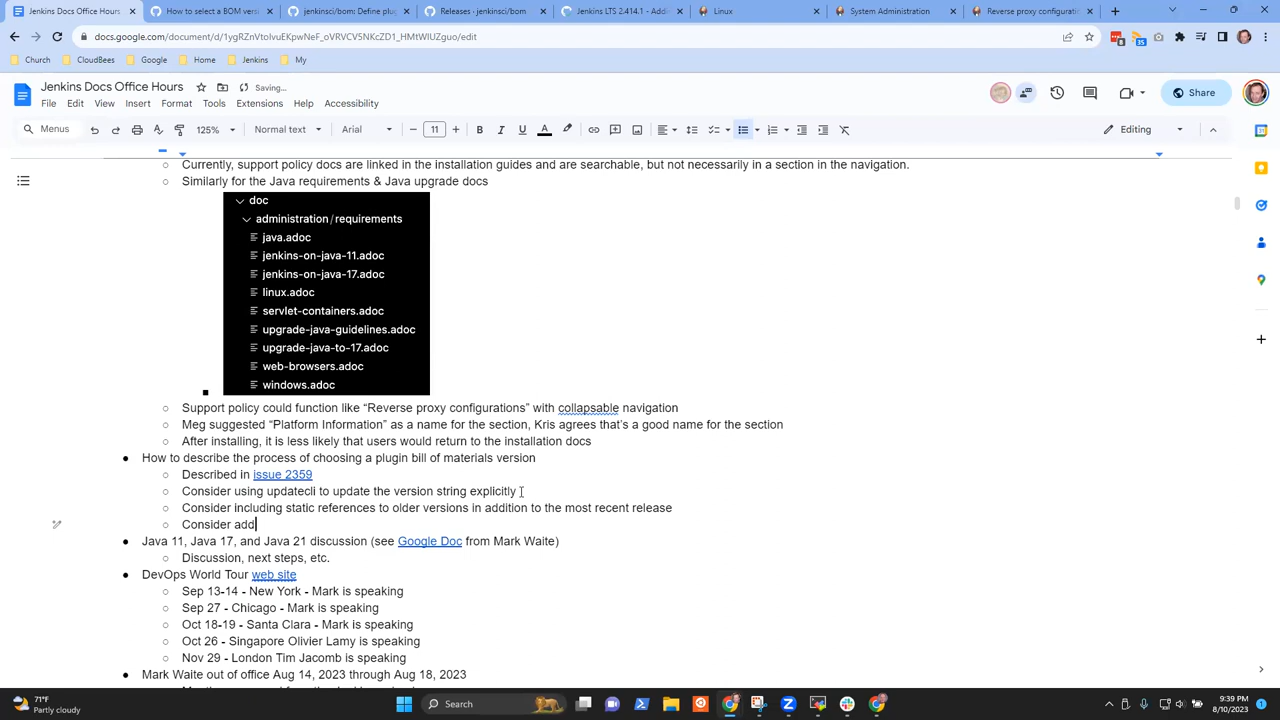 Jenkins Docs Office Hours
How to select a BOM versi
jenkinsci/bom: Define plug
Releases · jenkinsci/bom
Jenkins LTS 2.414.1 - Addin
Linux
System Administration
Reverse proxy configuratio
docs.google.com/document/d/1ygRZnVtoIvuEKpwNeF_oVRVCV5NKcZD1_HMtWlUZguo/edit
Church
CloudBees
Google
Home
Jenkins
My
Jenkins Docs Office Hours
Saving...
File Edit View Insert Format Tools Extensions Accessibility
Share
Menus
125%
Normal text
Arial
11
Editing
Currently, support policy docs are linked in the installation guides and are searchable, but not necessarily in a section in the navigation.
Similarly for the Java requirements & Java upgrade docs
doc
administration/requirements
java.adoc
jenkins-on-java-11.adoc
jenkins-on-java-17.adoc
linux.adoc
servlet-containers.adoc
upgrade-java-guidelines.adoc
upgrade-java-to-17.adoc
web-browsers.adoc
windows.adoc
Support policy could function like “Reverse proxy configurations” with collapsable navigation
Meg suggested “Platform Information” as a name for the section, Kris agrees that’s a good name for the section
After installing, it is less likely that users would return to the installation docs
How to describe the process of choosing a plugin bill of materials version
Described in issue 2359
Consider using updatecli to update the version string explicitly
Consider including static references to older versions in addition to the most recent release
Consider add
Java 11, Java 17, and Java 21 discussion (see Google Doc from Mark Waite)
Discussion, next steps, etc.
DevOps World Tour web site
Sep 13-14 - New York - Mark is speaking
Sep 27 - Chicago - Mark is speaking
Oct 18-19 - Santa Clara - Mark is speaking
Oct 26 - Singapore Olivier Lamy is speaking
Nov 29 - London Tim Jacomb is speaking
Mark Waite out of office Aug 14, 2023 through Aug 18, 2023
71°F
Partly cloudy
Search
9:39 PM
8/10/2023